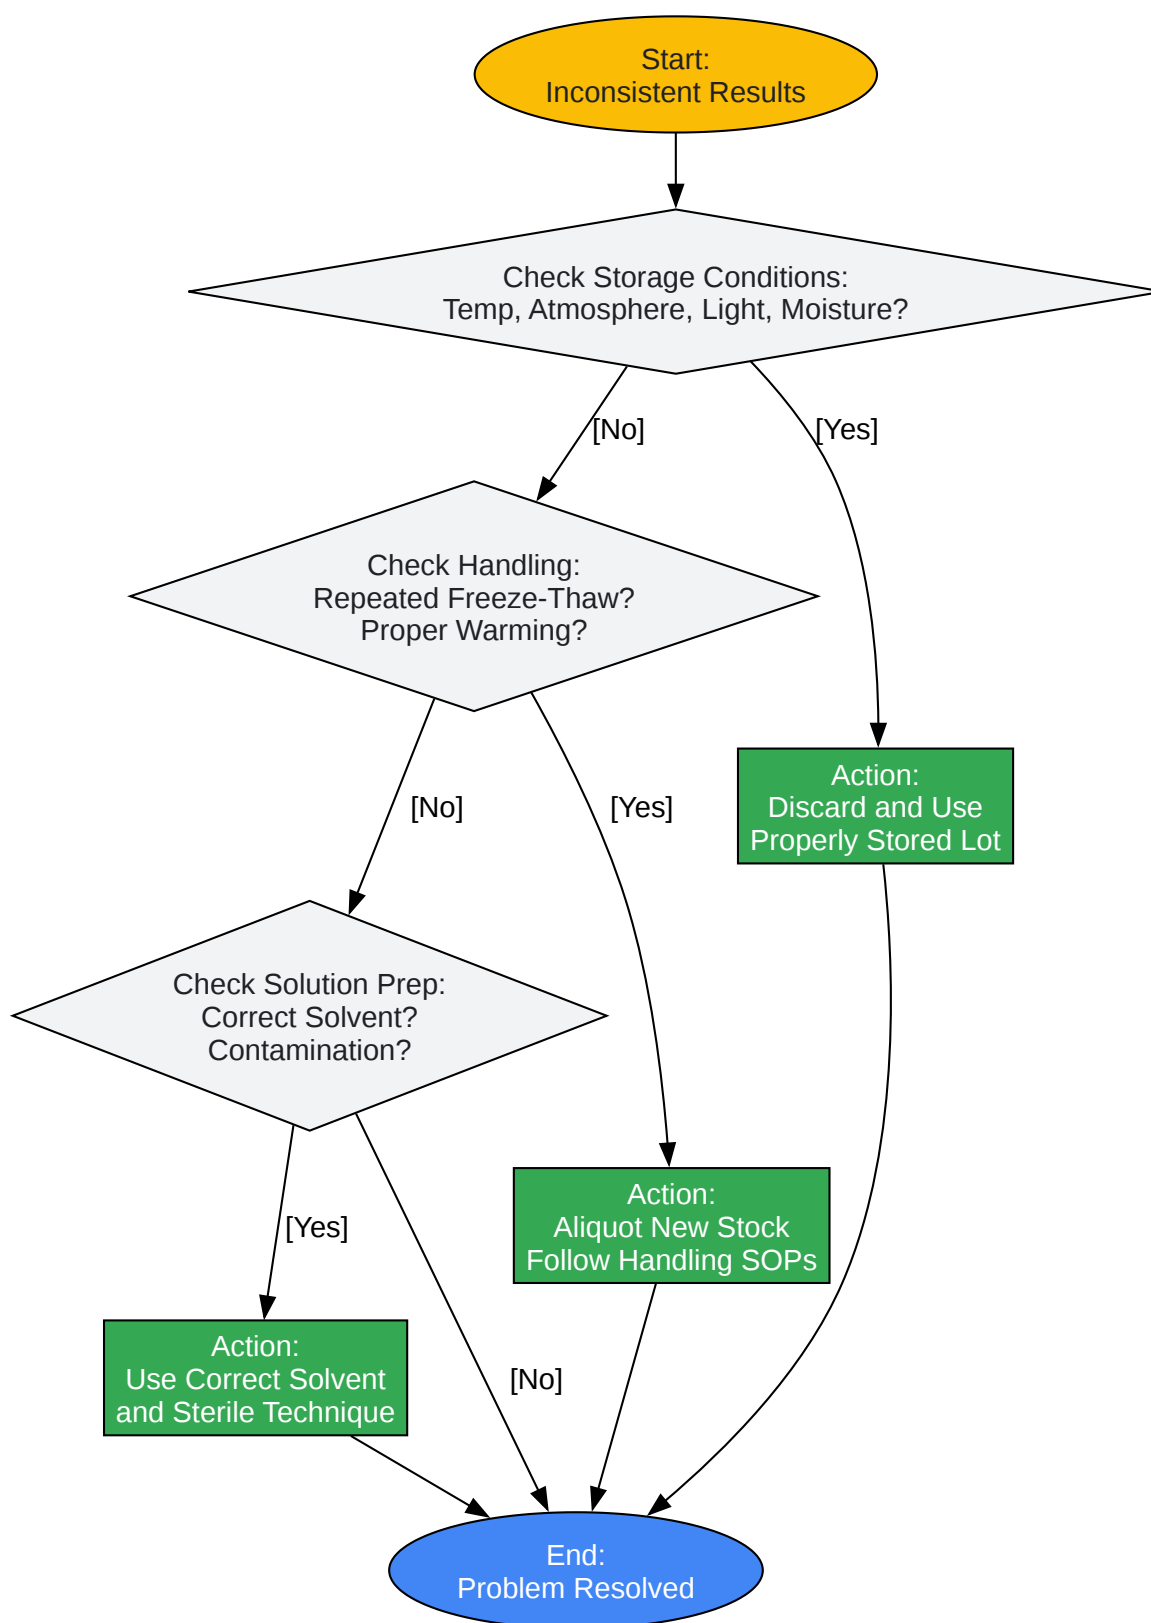 Start:
Inconsistent Results
Check Storage Conditions:
Temp, Atmosphere, Light, Moisture?
[No]
[Yes]
Check Handling:
Repeated Freeze-Thaw?
Proper Warming?
[No]
[Yes]
Action:
Discard and Use
Properly Stored Lot
Check Solution Prep:
Correct Solvent?
Contamination?
[Yes]
[No]
Action:
Aliquot New Stock
Follow Handling SOPs
Action:
Use Correct Solvent
and Sterile Technique
End:
Problem Resolved